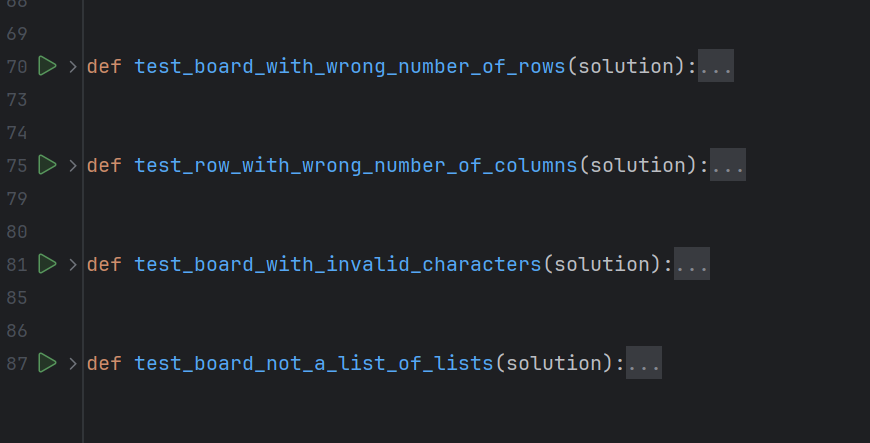 68
69
70 def test_board_with_wrong_number_of_rows(solution):...
73
74
75 def test_row_with_wrong_number_of_columns(solution):...
79
80
81 def test_board_with_invalid_characters(solution):...
85
86
87 def test_board_not_a_list_of_lists(solution):...